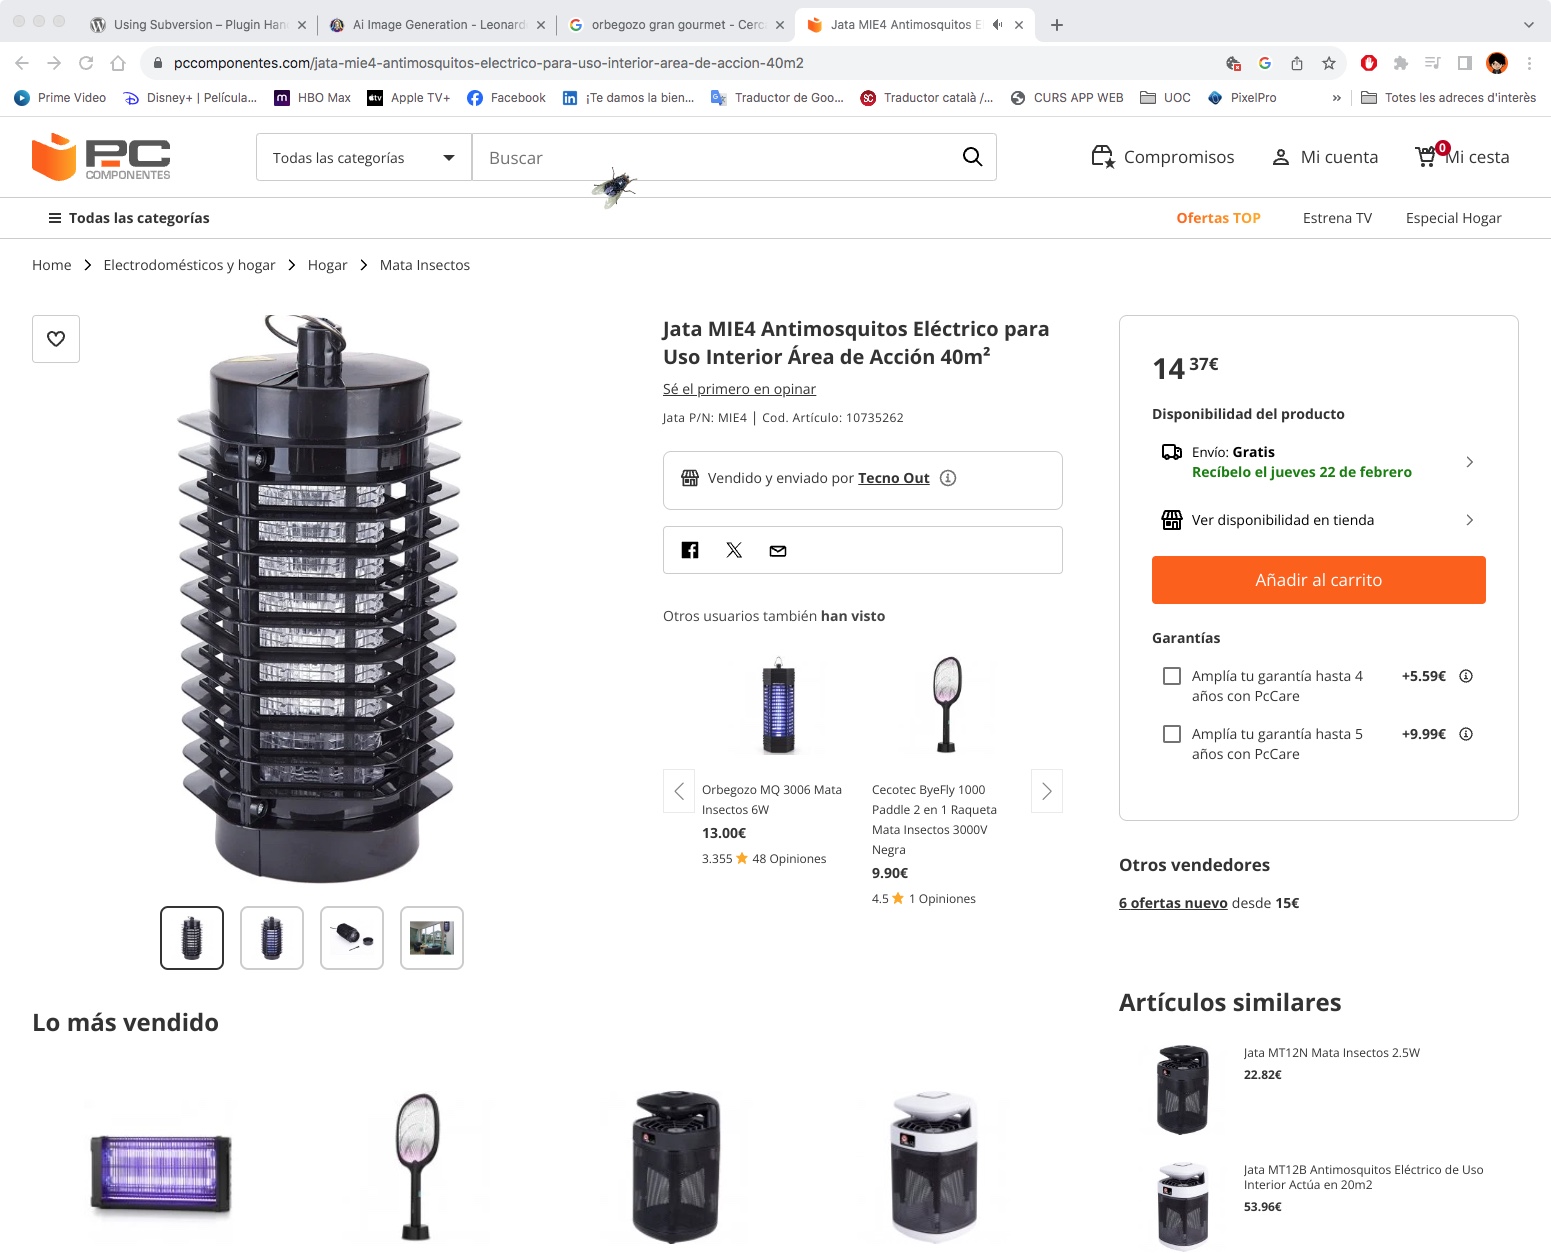 Using Subversion – Plugin Han
Ai Image Generation - Leonard
orbegozo gran gourmet - Cerc
Jata MIE4 Antimosquitos E
pccomponentes.com/jata-mie4-antimosquitos-electrico-para-uso-interior-area-de-accion-40m2
Prime Video
Disney+ | Películа...
HBO Max
Apple TV+
Facebook
¡Te damos la bien...
Traductor de Goo...
Traductor català /...
CURS APP WEB
UOC
PixelPro
»
Totes les adreces d'interès
PC
COMPONENTES
Todas las categorías
Buscar
Compromisos
Mi cuenta
0
Mi cesta
Todas las categorías
Ofertas TOP
Estrena TV
Especial Hogar
Home
Electrodomésticos y hogar
Hogar
Mata Insectos
Jata MIE4 Antimosquitos Eléctrico para
Uso Interior Área de Acción 40m²
Sé el primero en opinar
Jata P/N: MIE4 | Cod. Artículo: 10735262
Vendido y enviado por Tecno Out
Otros usuarios también han visto
Orbegozo MQ 3006 Mata
Insectos 6W
13.00€
3.355 48 Opiniones
Cecotec ByeFly 1000
Paddle 2 en 1 Raqueta
Mata Insectos 3000V
Negra
9.90€
4.5 1 Opiniones
14 37€
Disponibilidad del producto
Envío: Gratis
Recíbelo el jueves 22 de febrero
Ver disponibilidad en tienda
Añadir al carrito
Garantías
Amplía tu garantía hasta 4
años con PcCare
+5.59€
Amplía tu garantía hasta 5
años con PcCare
+9.99€
Otros vendedores
6 ofertas nuevo desde 15€
Lo más vendido
Artículos similares
Jata MT12N Mata Insectos 2.5W
22.82€
Jata MT12B Antimosquitos Eléctrico de Uso
Interior Actúa en 20m2
53.96€